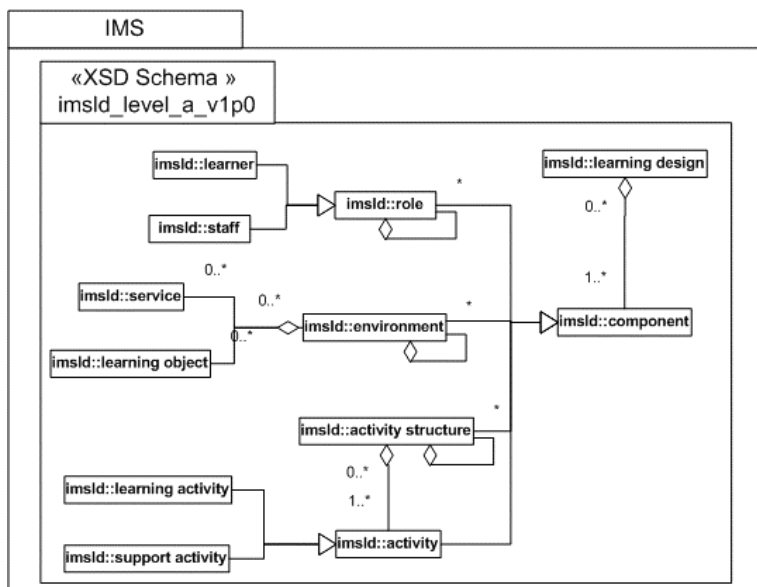 IMS
«XSD Schema »
imsld_level_a_v1p0
imsld::learner
imsld::learning design
*
imsld::role
0..*
imsld::staff
0..*
1..*
imsld::service
0..*
*
imsld::environment
imsld::component
0..*
imsld::learning object
*
imsld::activity structure
0..*
imsld::learning activity
1..*
imsld::activity
imsld::support activity